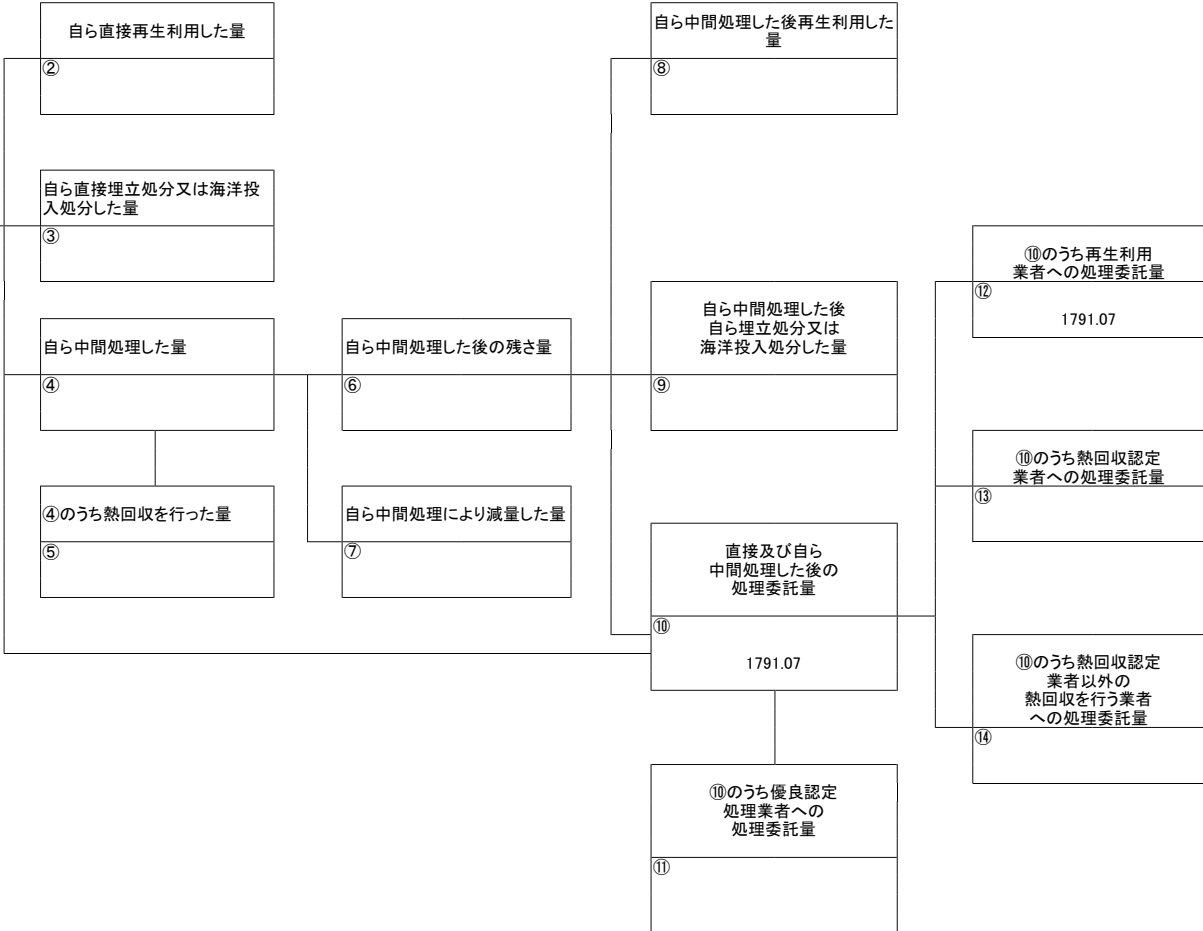 自ら直接再生利用した量
②
自ら直接埋立処分又は海洋投
入処分した量
③
自ら中間処理した量
④
④のうち熱回収を行った量
⑤
自ら中間処理した後の残さ量
⑥
自ら中間処理により減量した量
⑦
自ら中間処理した後再生利用した
量
⑧
自ら中間処理した後
自ら埋立処分又は
海洋投入処分した量
⑨
直接及び自ら
中間処理した後の
処理委託量
⑩
1791.07
⑩のうち優良認定
処理業者への
処理委託量
⑪
⑩のうち再生利用
業者への処理委託量
⑫
1791.07
⑩のうち熱回収認定
業者への処理委託量
⑬
⑩のうち熱回収認定
業者以外の
熱回収を行う業者
への処理委託量
⑭